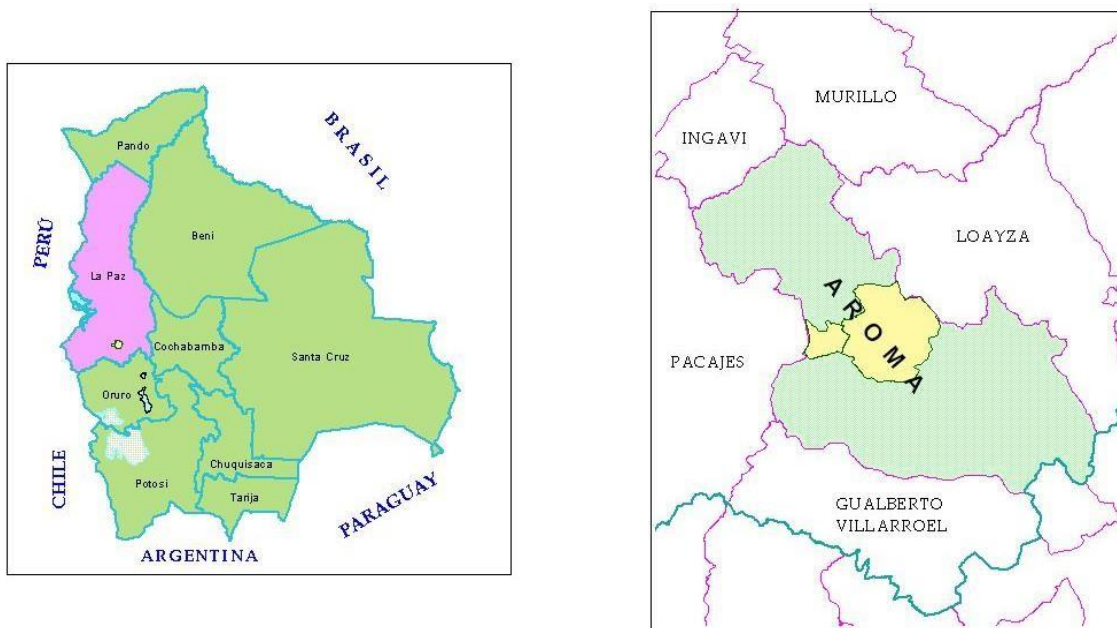 BRASIL
Pando
PERÚ
Beni
La Paz
Cochabamba
Santa Cruz
Oruro
CHILE
Chuquisaca
Potosi
Tarija
PARAGUAY
ARGENTINA
MURILLO
INGAVI
LOAYZA
AROMA
PACAJES
GUALBERTO
VILLARROEL